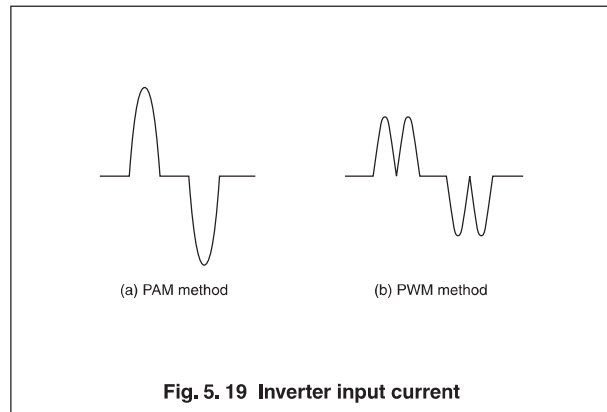 (a) PAM method
(b) PWM method
Fig. 5. 19 Inverter input current